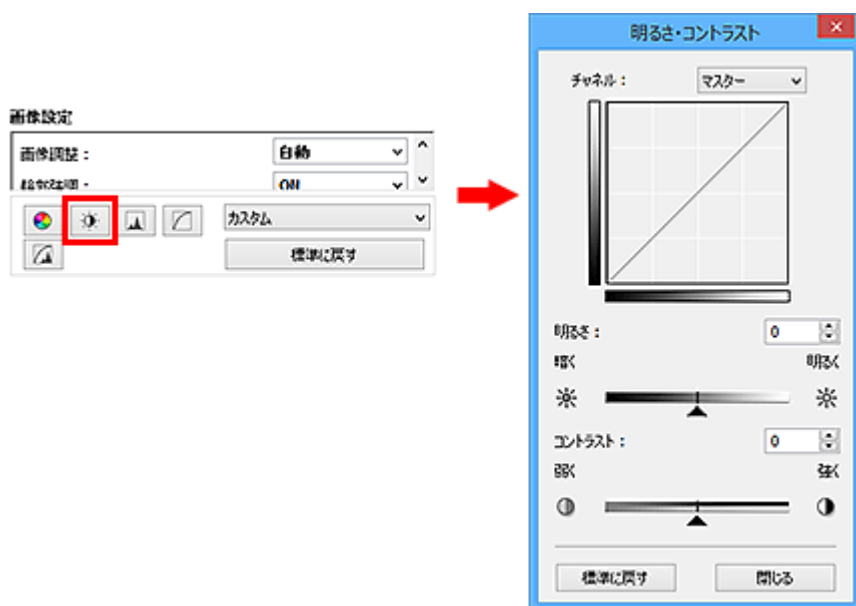 画像設定
画像調整： 自動
ON
カスタム
標準に戻す
明るさ・コントラスト
チャネル： マスター
明るさ： 0
暗く 明るく
コントラスト： 0
弱く 強く
標準に戻す 閉じる